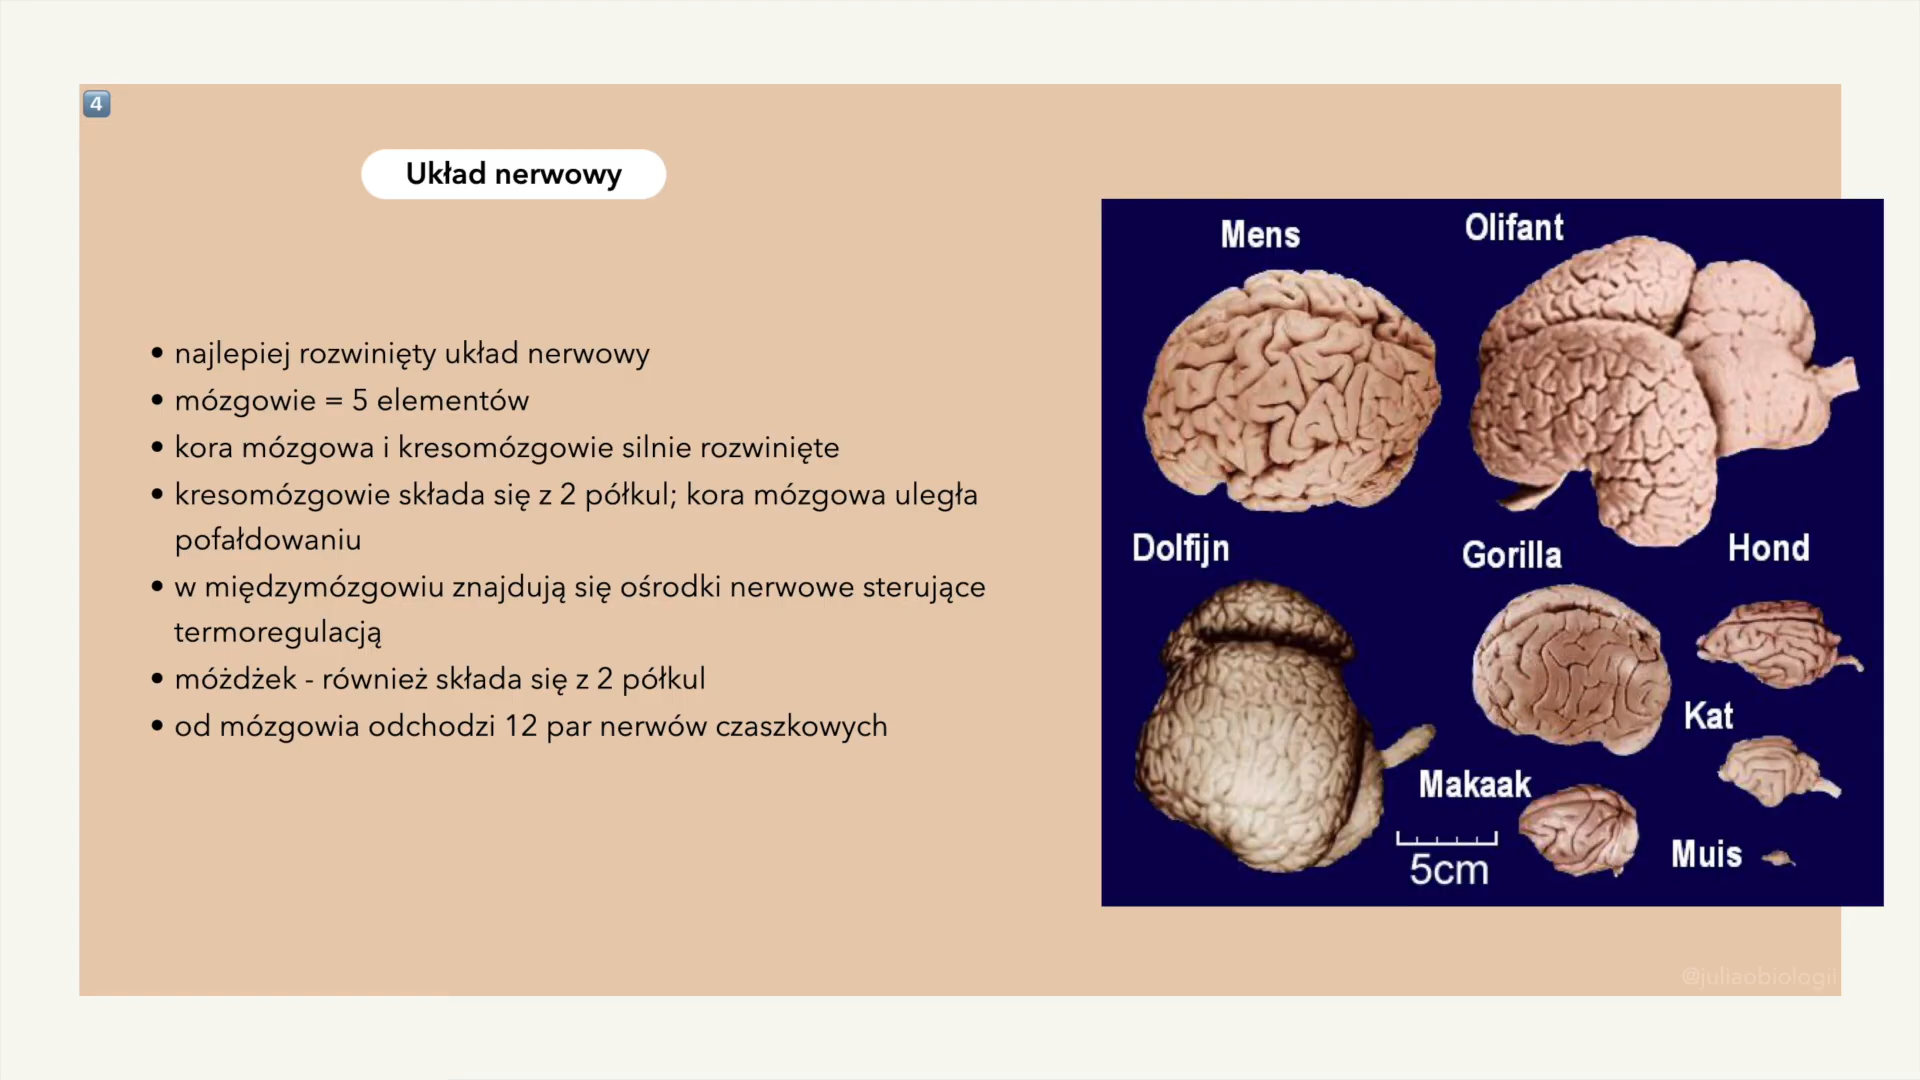 4
Układ nerwowy
• najlepiej rozwinięty układ nerwowy
• mózgowie = 5 elementów
• kora mózgowa i kresomózgowie silnie rozwinięte
• kresomózgowie składa się z 2 półkul; kora mózgowa uległa
pofałdowaniu
• w międzymózgowiu znajdują się ośrodki nerwowe sterujące
termoregulacją
• móżdżek - również składa się z 2 półkul
• od mózgowia odchodzi 12 par nerwów czaszkowych
Mens
Olifant
Dolfijn
Gorilla
Hond
Kat
Makaak
5cm
Muis
@juliaobiologii